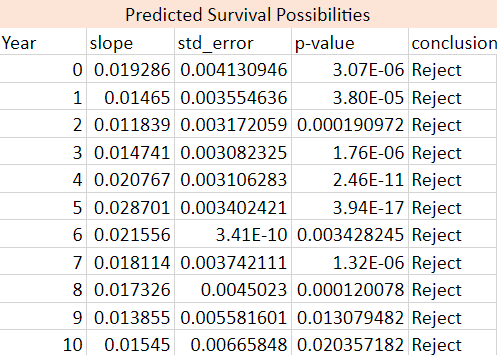 Predicted Survival Possibilities
Year slope std_error p-value conclusion
0 0.019286 0.004130946 3.07E-06 Reject
1 0.01465 0.003554636 3.80E-05 Reject
2 0.011839 0.003172059 0.000190972 Reject
3 0.014741 0.003082325 1.76E-06 Reject
4 0.020767 0.003106283 2.46E-11 Reject
5 0.028701 0.003402421 3.94E-17 Reject
6 0.021556 3.41E-10 0.003428245 Reject
7 0.018114 0.003742111 1.32E-06 Reject
8 0.017326 0.0045023 0.000120078 Reject
9 0.013855 0.005581601 0.013079482 Reject
10 0.01545 0.00665848 0.020357182 Reject